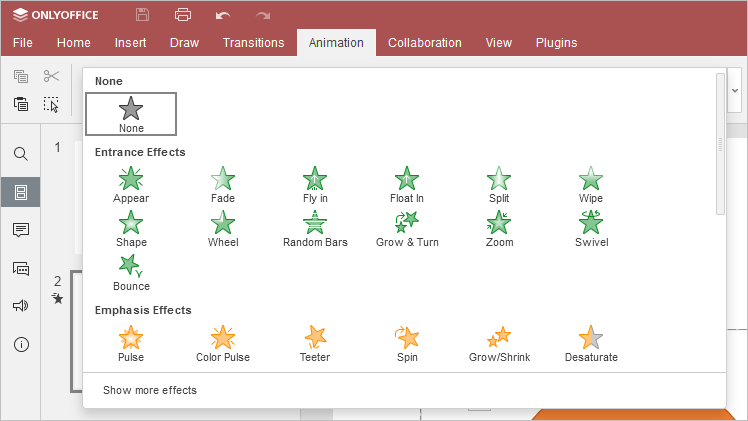 ONLYOFFICE
File Home Insert Draw Transitions Animation Collaboration View Plugins
None
None
Entrance Effects
Appear Fade Fly in Float In Split Wipe
Shape Wheel Random Bars Grow & Turn Zoom Swivel
Bounce
Emphasis Effects
Pulse Color Pulse Teeter Spin Grow/Shrink Desaturate
Show more effects
1
2